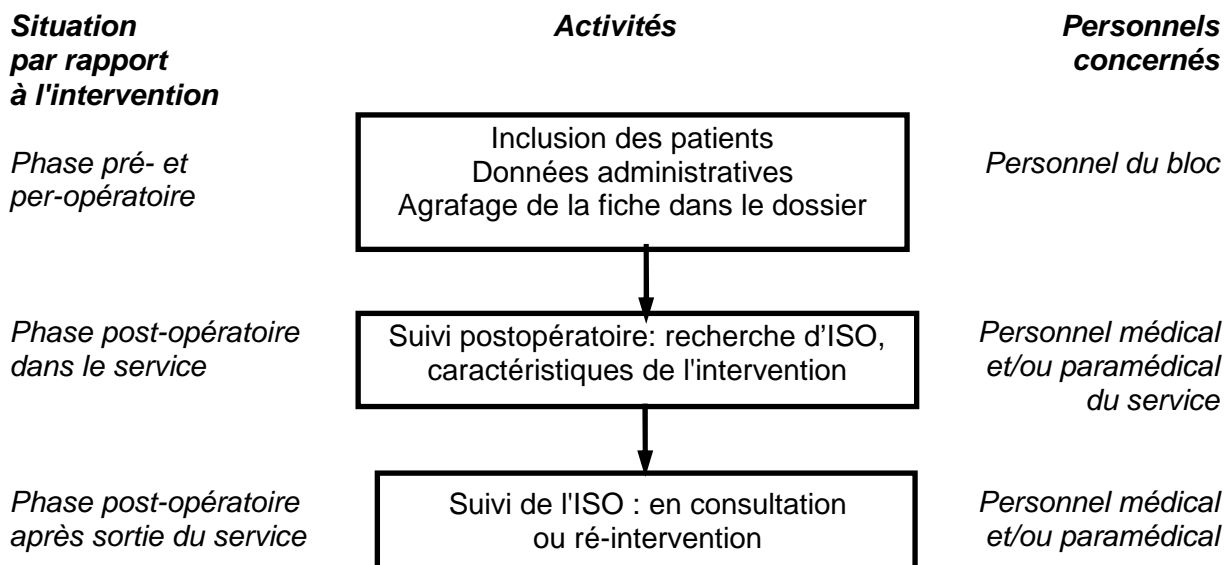 Situation
par rapport
à l'intervention
Activités
Personnels
concernés
Phase pré- et
per-opératoire
Inclusion des patients
Données administratives
Agrafage de la fiche dans le dossier
Personnel du bloc
Phase post-opératoire
dans le service
Suivi postopératoire: recherche d’ISO,
caractéristiques de l'intervention
Personnel médical
et/ou paramédical
du service
Phase post-opératoire
après sortie du service
Suivi de l'ISO : en consultation
ou ré-intervention
Personnel médical
et/ou paramédical